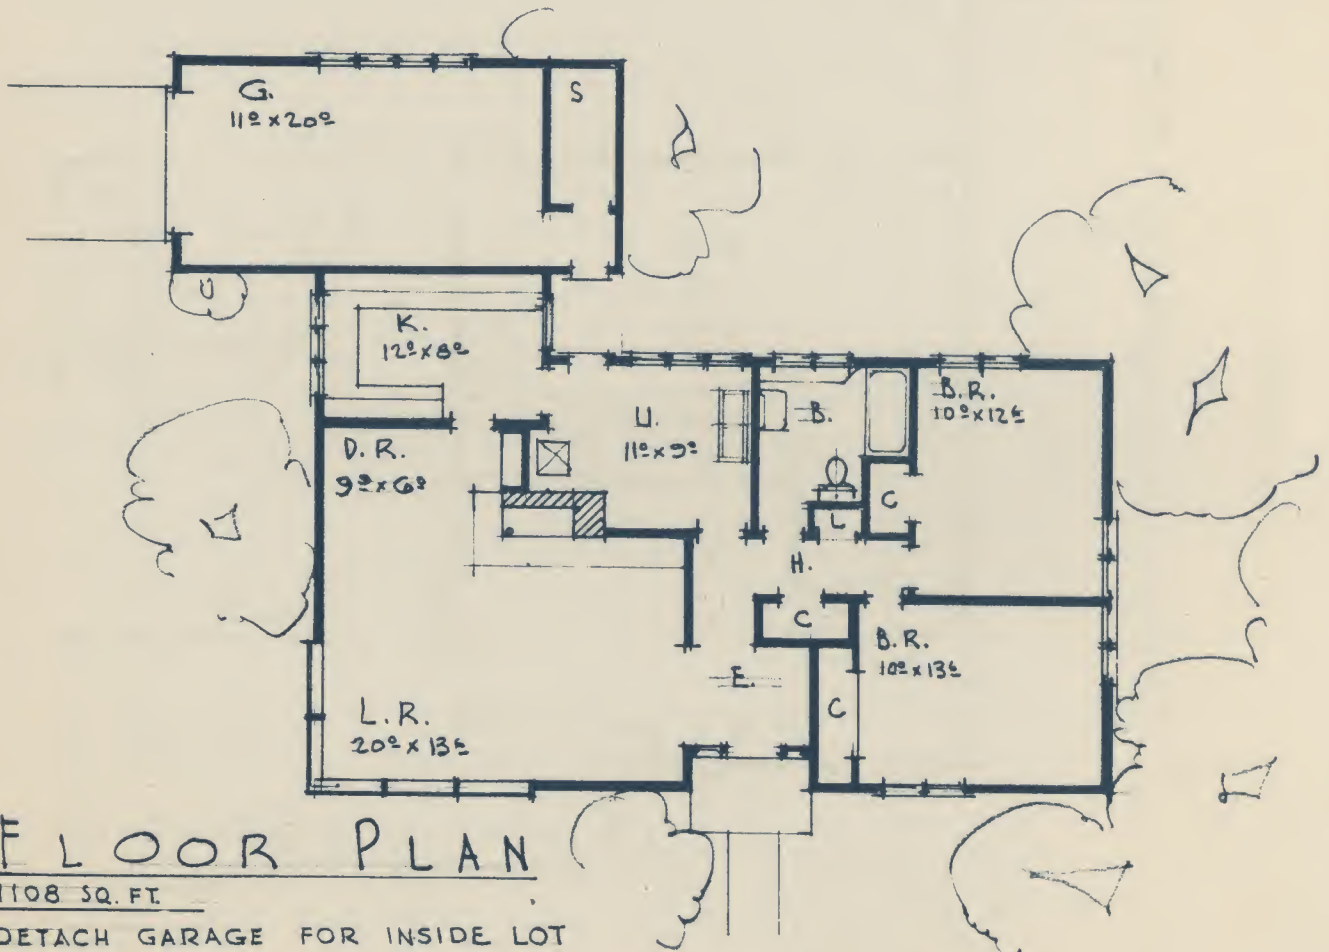 G.
11⁰ x 20⁰
S
K.
12⁰ x 8⁰
D. R.
9⁰ x 6⁸
U.
11⁰ x 9⁰
B.
B. R.
10⁰ x 12⁶
C
L
H.
C
B. R.
10⁰ x 13⁶
E.
C
L. R.
20⁰ x 13⁶
FLOOR PLAN
1108 SQ. FT.
DETACH GARAGE FOR INSIDE LOT